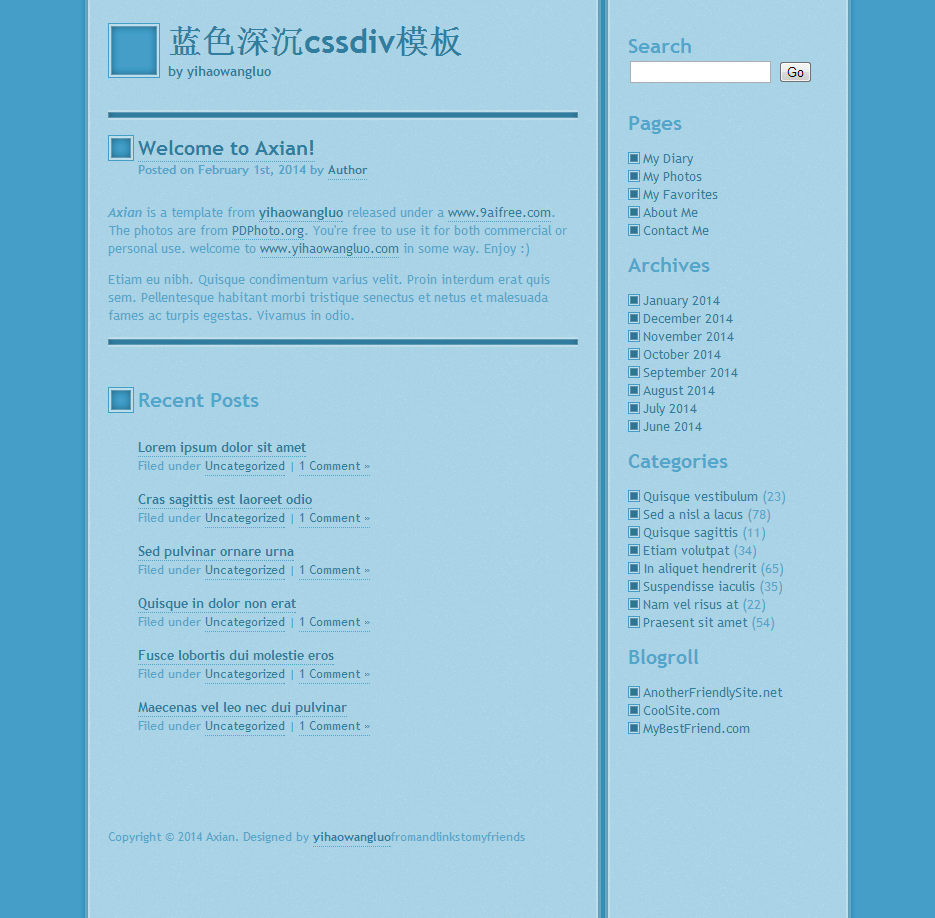 蓝色深沉cssdiv模板
by yihaowangluo
Welcome to Axian!
Posted on February 1st, 2014 by Author
Axian is a template from yihaowangluo released under a www.9aifree.com.
The photos are from PDPhoto.org. You're free to use it for both commercial or
personal use. welcome to www.yihaowangluo.com in some way. Enjoy :)
Etiam eu nibh. Quisque condimentum varius velit. Proin interdum erat quis
sem. Pellentesque habitant morbi tristique senectus et netus et malesuada
fames ac turpis egestas. Vivamus in odio.
Recent Posts
Lorem ipsum dolor sit amet
Filed under Uncategorized | 1 Comment »
Cras sagittis est laoreet odio
Filed under Uncategorized | 1 Comment »
Sed pulvinar ornare urna
Filed under Uncategorized | 1 Comment »
Quisque in dolor non erat
Filed under Uncategorized | 1 Comment »
Fusce lobortis dui molestie eros
Filed under Uncategorized | 1 Comment »
Maecenas vel leo nec dui pulvinar
Filed under Uncategorized | 1 Comment »
Copyright © 2014 Axian. Designed by yihaowangluofromandlinkstomyfriends
Search
Go
Pages
My Diary
My Photos
My Favorites
About Me
Contact Me
Archives
January 2014
December 2014
November 2014
October 2014
September 2014
August 2014
July 2014
June 2014
Categories
Quisque vestibulum (23)
Sed a nisl a lacus (78)
Quisque sagittis (11)
Etiam volutpat (34)
In aliquet hendrerit (65)
Suspendisse iaculis (35)
Nam vel risus at (22)
Praesent sit amet (54)
Blogroll
AnotherFriendlySite.net
CoolSite.com
MyBestFriend.com